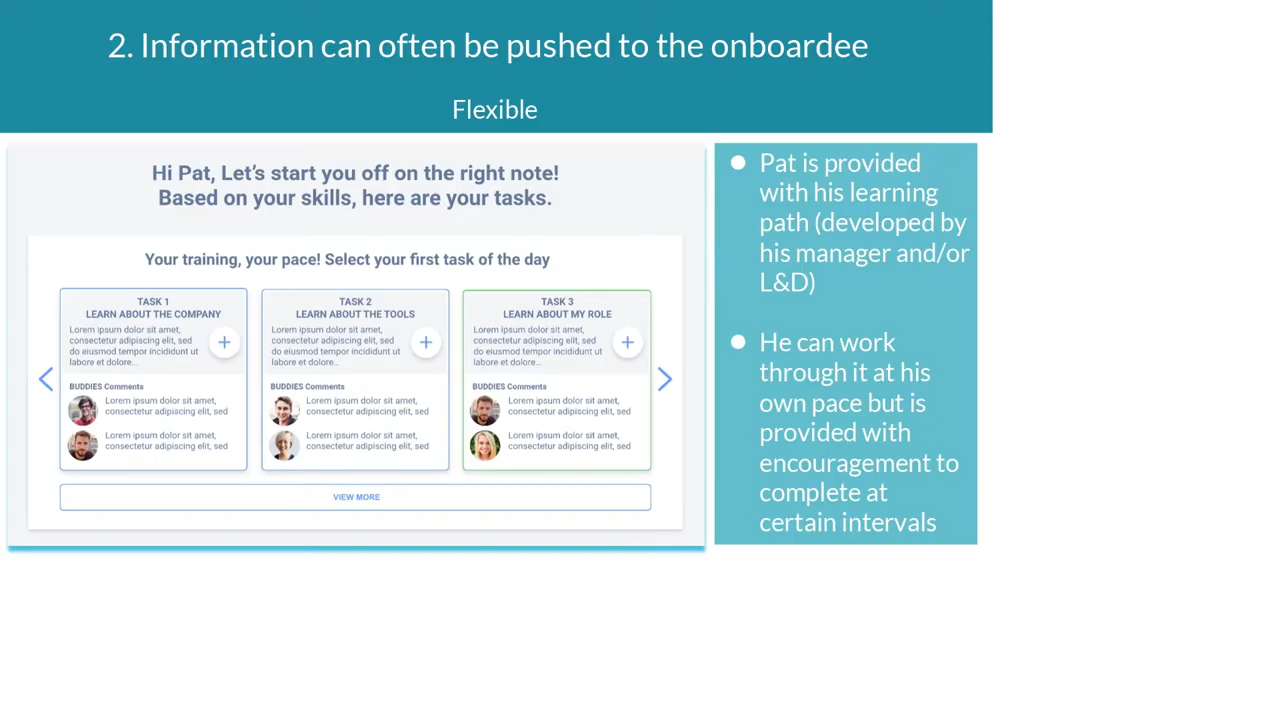 2. Information can often be pushed to the onboardee
Flexible
Hi Pat, Let's start you off on the right note!
Based on your skills, here are your tasks.
Your training, your pace! Select your first task of the day
TASK 1
LEARN ABOUT THE COMPANY
Lorem ipsum dolor sit amet,
consectetur adipiscing elit, sed
do eiusmod tempor incididunt ut
labore et dolore...
BUDDIES Comments
Lorem ipsum dolor sit amet,
consectetur adipiscing elit, sed
Lorem ipsum dolor sit amet,
consectetur adipiscing elit, sed
TASK 2
LEARN ABOUT THE TOOLS
Lorem ipsum dolor sit amet,
consectetur adipiscing elit, sed
do eiusmod tempor incididunt ut
labore et dolore...
BUDDIES Comments
Lorem ipsum dolor sit amet,
consectetur adipiscing elit, sed
Lorem ipsum dolor sit amet,
consectetur adipiscing elit, sed
TASK 3
LEARN ABOUT MY ROLE
Lorem ipsum dolor sit amet,
consectetur adipiscing elit, sed
do eiusmod tempor incididunt ut
labore et dolore...
BUDDIES Comments
Lorem ipsum dolor sit amet,
consectetur adipiscing elit, sed
Lorem ipsum dolor sit amet,
consectetur adipiscing elit, sed
VIEW MORE
● Pat is provided
with his learning
path (developed by
his manager and/or
L&D)
● He can work
through it at his
own pace but is
provided with
encouragement to
complete at
certain intervals